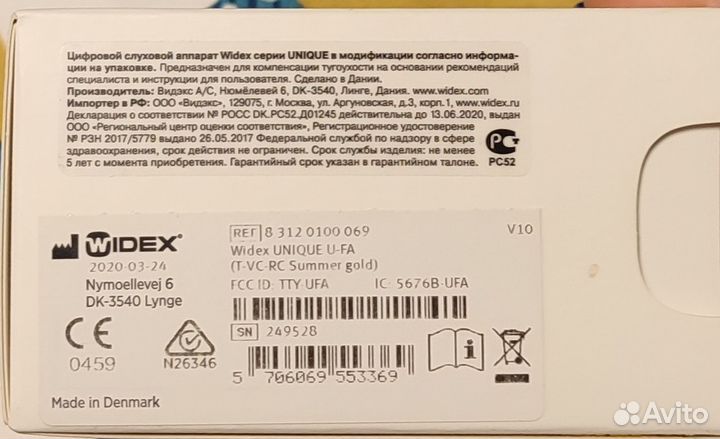 Цифровой слуховой аппарат Widex серии UNIQUE в модификации согласно информа-
ции на упаковке. Предназначен для компенсации тугоухости на основании рекомендаций
специалиста и инструкции для пользователя. Сделано в Дании.
Производитель: Видэкс А/С, Нюмёлевей 6, DK-3540, Линге, Дания. www.widex.com
Импортер в РФ: ООО «Видэкс», 129075, г. Москва, ул. Аргуновская, д.3, корп.1, www.widex.ru
Декларация о соответствии № РОСС DK.PC52.Д01245 действительна до 13.06.2020, выдан
ООО «Региональный центр оценки соответствия», Регистрационное удостоверение
№ РЗН 2017/5779 выдано 26.05.2017 Федеральной службой по надзору в сфере
здравоохранения, срок действия не ограничен. Срок службы изделия: не менее
5 лет с момента приобретения. Гарантийный срок указан в гарантийном талоне.
РС52
WIDEX®
2020-03-24
Nymoellevej 6
DK-3540 Lynge
CE
0459
N26346
REF 8 312 0100 069
V10
Widex UNIQUE U-FA
(T-VC-RC Summer gold)
FCC ID: TTY-UFA IC: 5676B-UFA
SN 249528
5 706069 553369
Made in Denmark
Avito